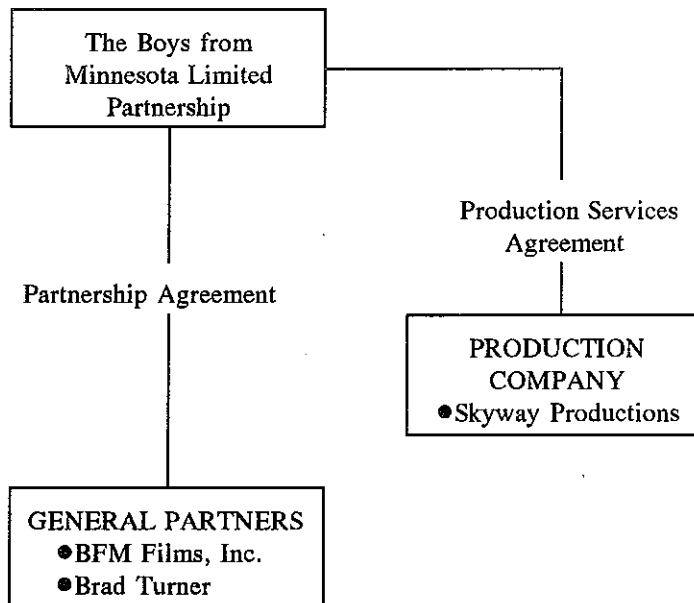 The Boys from
Minnesota Limited
Partnership
Production Services
Agreement
Partnership Agreement
PRODUCTION
COMPANY
●Skyway Productions
GENERAL PARTNERS
●BFM Films, Inc.
●Brad Turner